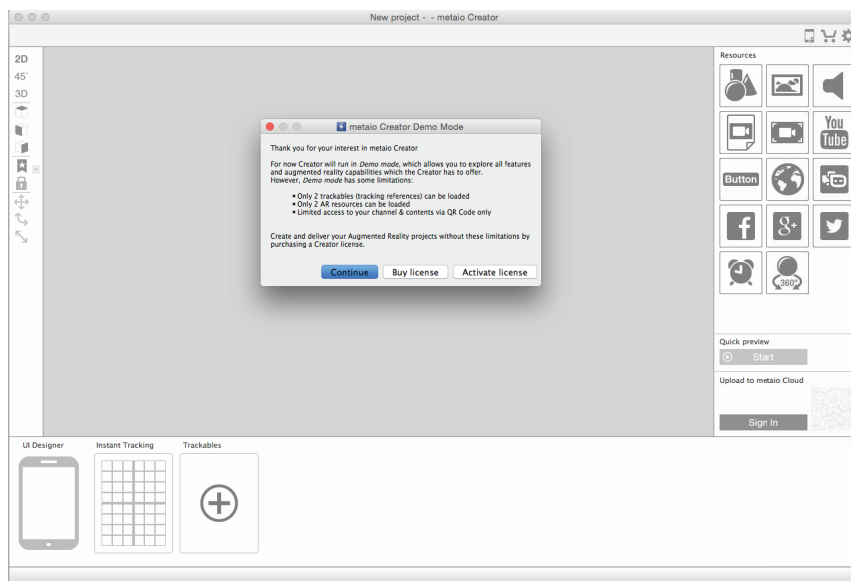 New project - - metaio Creator
2D
45°
3D
metaio Creator Demo Mode
Thank you for your interest in metaio Creator
For now Creator will run in Demo mode, which allows you to explore all features
and augmented reality capabilities which the Creator has to offer.
However, Demo mode has some limitations:
• Only 2 trackables (tracking references) can be loaded
• Only 2 AR resources can be loaded
• Limited access to your channel & contents via QR Code only
Create and deliver your Augmented Reality projects without these limitations by
purchasing a Creator license.
Continue
Buy license
Activate license
Resources
You
Tube
Button
f
g+
360°
Quick preview
Start
Upload to metaio Cloud
Sign In
UI Designer
Instant Tracking
Trackables